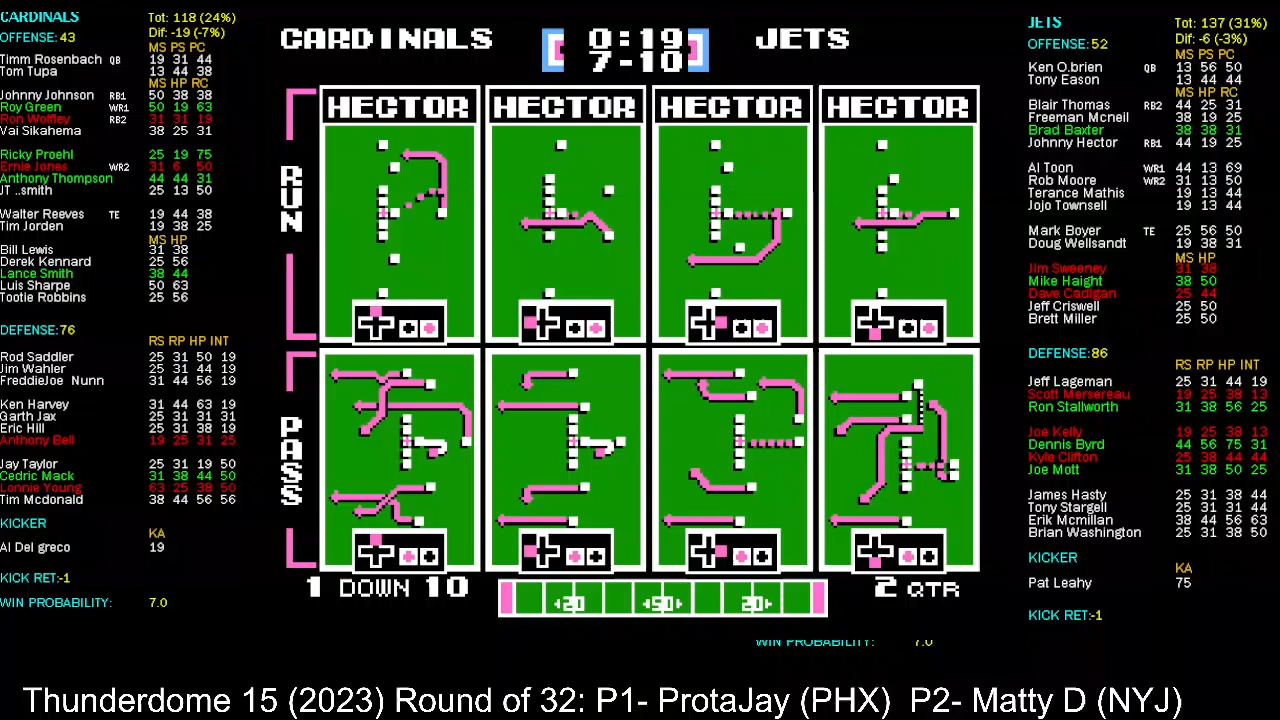 CARDINALS
Tot: 118 (24%)
Dif: -19 (-7%)
OFFENSE: 43
MS PS PC
Timm Rosenbach QB 19 31 44
Tom Tupa 13 44 38
MS HP RC
Johnny Johnson RB1 50 38 38
Roy Green WR1 50 19 63
Ron Wolfley RB2 31 31 19
Vai Sikahema 38 25 31
Ricky Proehl 25 19 75
Ernie Jones WR2 31 6 50
Anthony Thompson 44 44 31
JT ..smith 25 13 50
Walter Reeves TE 19 44 38
Tim Jorden 19 38 25
MS HP
Bill Lewis 31 38
Derek Kennard 25 56
Lance Smith 38 44
Luis Sharpe 50 63
Tootie Robbins 25 56
DEFENSE: 76
RS RP HP INT
Rod Saddler 25 31 50 19
Jim Wahler 25 31 44 19
FreddieJoe Nunn 31 44 56 19
Ken Harvey 31 44 63 19
Garth Jax 25 31 31 31
Eric Hill 25 31 38 19
Anthony Bell 19 25 31 25
Jay Taylor 25 31 19 50
Cedric Mack 31 38 44 50
Lonnie Young 63 25 38 50
Tim Mcdonald 38 44 56 56
KICKER
KA
Al Del greco 19
KICK RET:-1
WIN PROBABILITY: 7.0
CARDINALS 0:19 JETS
7-10
HECTOR HECTOR HECTOR HECTOR
RUN
PASS
1 DOWN 10
20 50 20
2 QTR
WIN PROBABILITY: 7.0
JETS
Tot: 137 (31%)
Dif: -6 (-3%)
OFFENSE: 52
MS PS PC
Ken O.brien QB 13 56 50
Tony Eason 13 44 44
MS HP RC
Blair Thomas RB2 44 25 31
Freeman Mcneil 38 19 25
Brad Baxter 38 38 31
Johnny Hector RB1 44 19 25
Al Toon WR1 44 13 69
Rob Moore WR2 31 13 50
Terance Mathis 19 13 44
Jojo Townsell 19 13 44
Mark Boyer TE 25 56 50
Doug Wellsandt 19 38 31
MS HP
Jim Sweeney 31 38
Mike Haight 38 50
Dave Cadigan 25 44
Jeff Criswell 25 50
Brett Miller 25 50
DEFENSE: 86
RS RP HP INT
Jeff Lageman 25 31 44 19
Scott Mersereau 19 25 38 13
Ron Stallworth 31 38 56 25
Joe Kelly 19 25 38 13
Dennis Byrd 44 56 75 31
Kyle Clifton 25 38 44 44
Joe Mott 31 38 50 25
James Hasty 25 31 38 44
Tony Stargell 25 31 31 44
Erik Mcmillan 38 44 56 63
Brian Washington 25 31 38 50
KICKER
KA
Pat Leahy 75
KICK RET:-1
Thunderdome 15 (2023) Round of 32: P1- ProtaJay (PHX) P2- Matty D (NYJ)